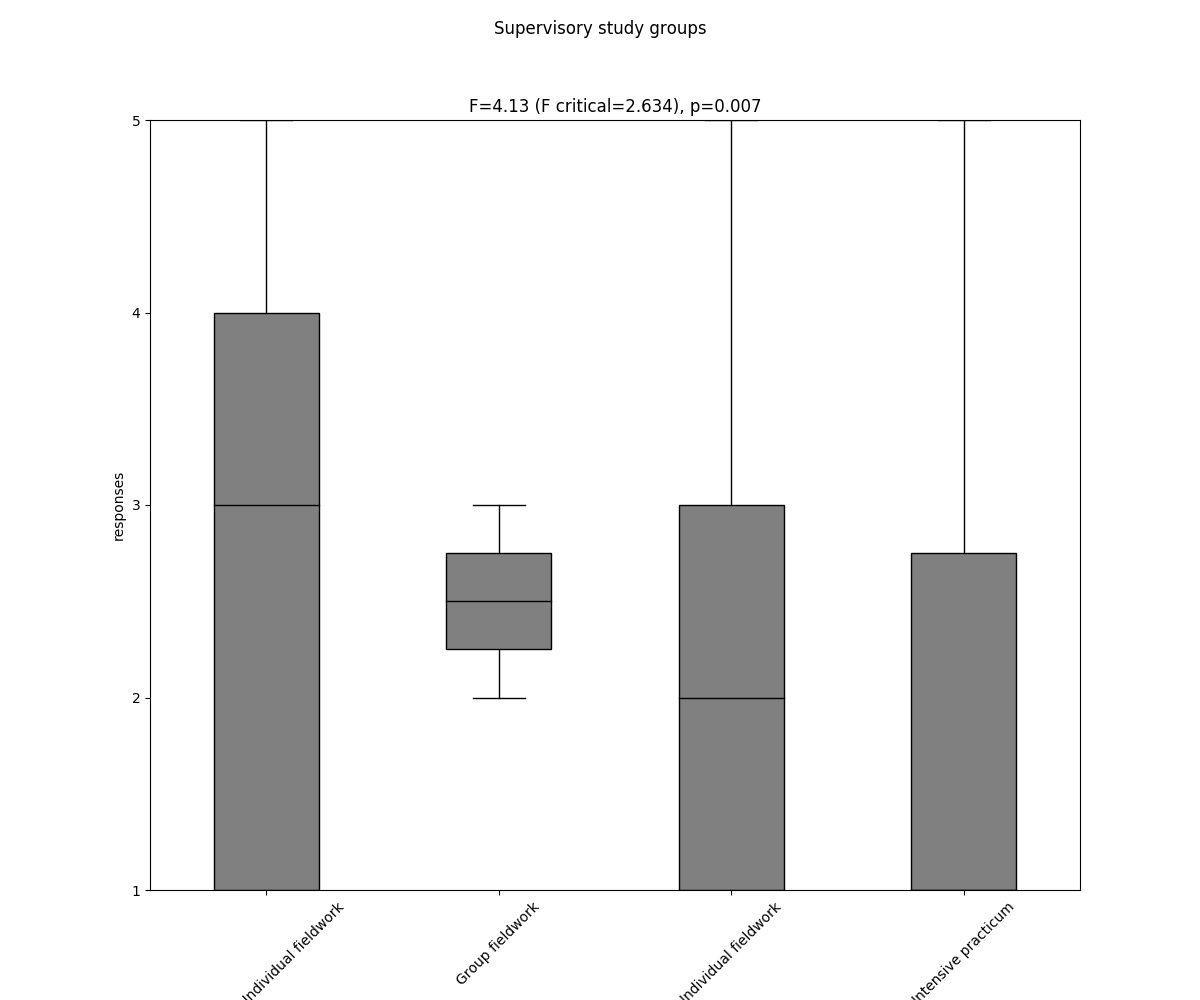 Supervisory study groups
F=4.13 (F critical=2.634), p=0.007
5
4
3
2
1
responses
Individual fieldwork
Group fieldwork
Individual fieldwork
Intensive practicum